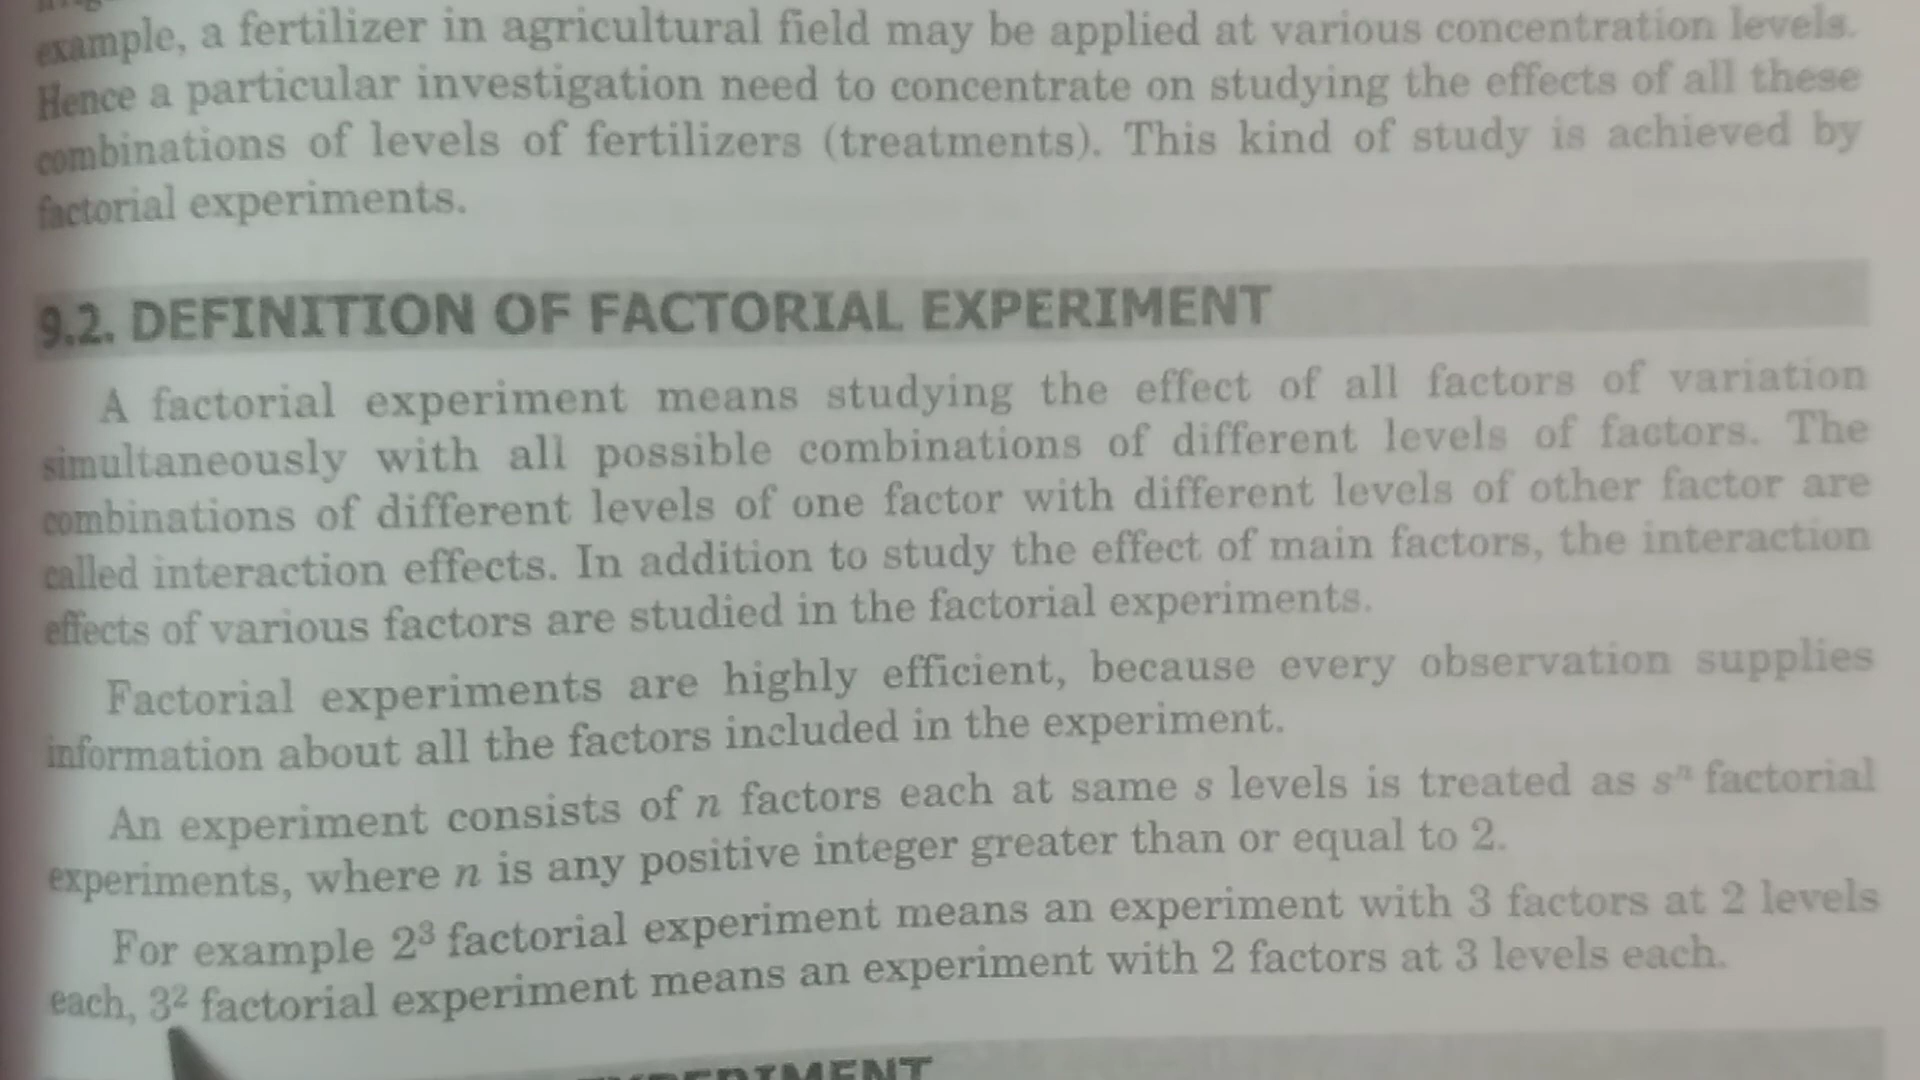 example, a fertilizer in agricultural field may be applied at various concentration levels.
Hence a particular investigation need to concentrate on studying the effects of all these
combinations of levels of fertilizers (treatments). This kind of study is achieved by
factorial experiments.
9.2. DEFINITION OF FACTORIAL EXPERIMENT
A factorial experiment means studying the effect of all factors of variation
simultaneously with all possible combinations of different levels of factors. The
combinations of different levels of one factor with different levels of other factor are
called interaction effects. In addition to study the effect of main factors, the interaction
effects of various factors are studied in the factorial experiments.
Factorial experiments are highly efficient, because every observation supplies
information about all the factors included in the experiment.
An experiment consists of n factors each at same s levels is treated as sⁿ factorial
experiments, where n is any positive integer greater than or equal to 2.
For example 2³ factorial experiment means an experiment with 3 factors at 2 levels
each, 3² factorial experiment means an experiment with 2 factors at 3 levels each.
EXPERIMENT